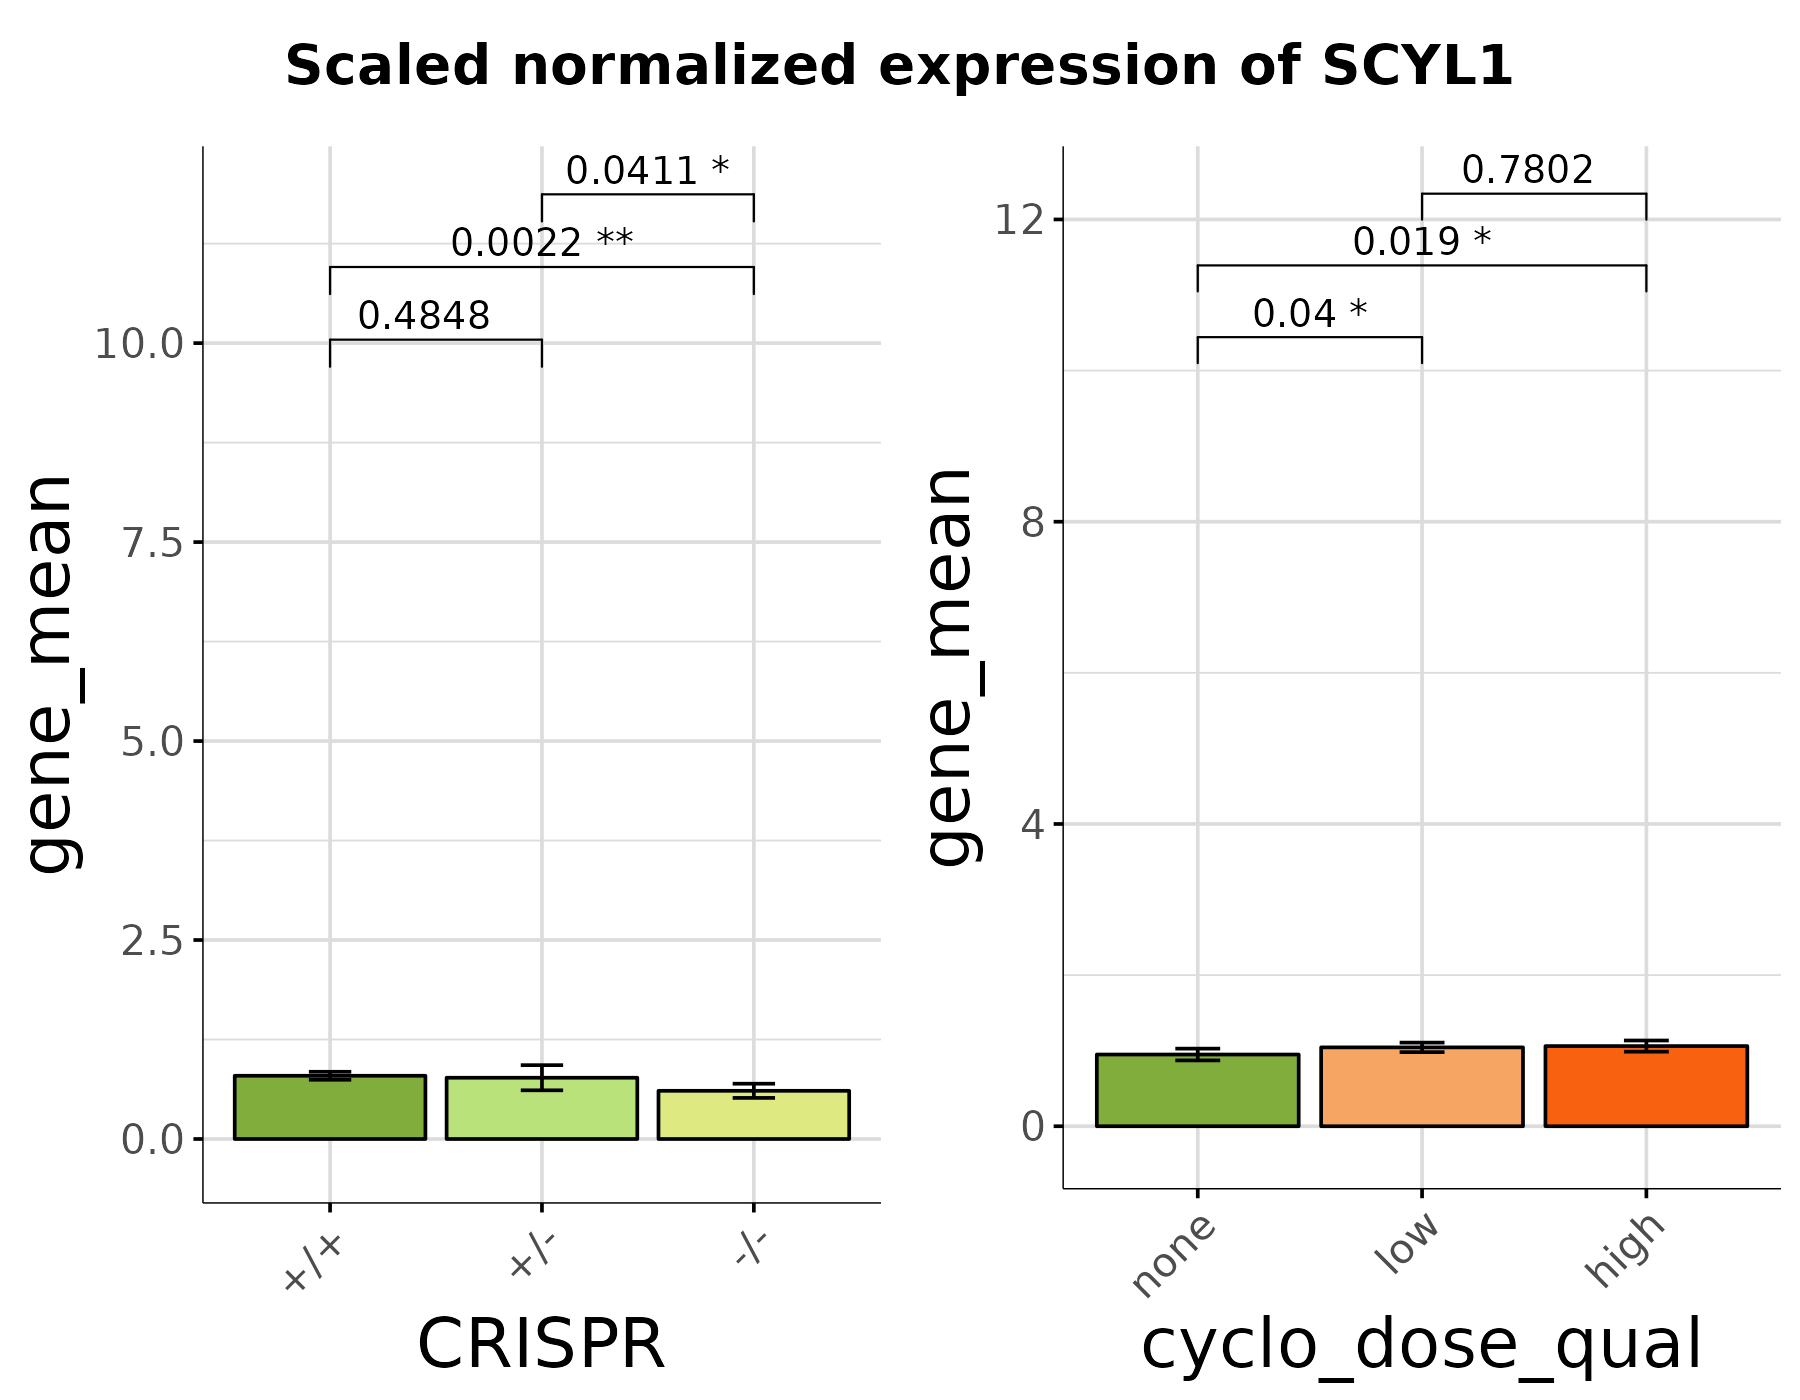 Scaled normalized expression of SCYL1
gene_mean
10.0
7.5
5.0
2.5
0.0
0.0411 *
0.0022 **
0.4848
+/+
+/-
-/-
CRISPR
gene_mean
12
8
4
0
0.7802
0.019 *
0.04 *
none
low
high
cyclo_dose_qual